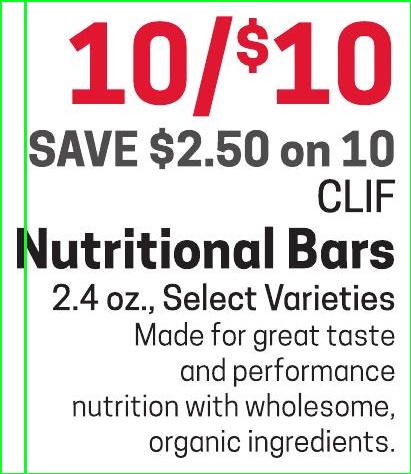 10/$10
SAVE $2.50 on 10
CLIF
Nutritional Bars
2.4 oz., Select Varieties
Made for great taste
and performance
nutrition with wholesome,
organic ingredients.